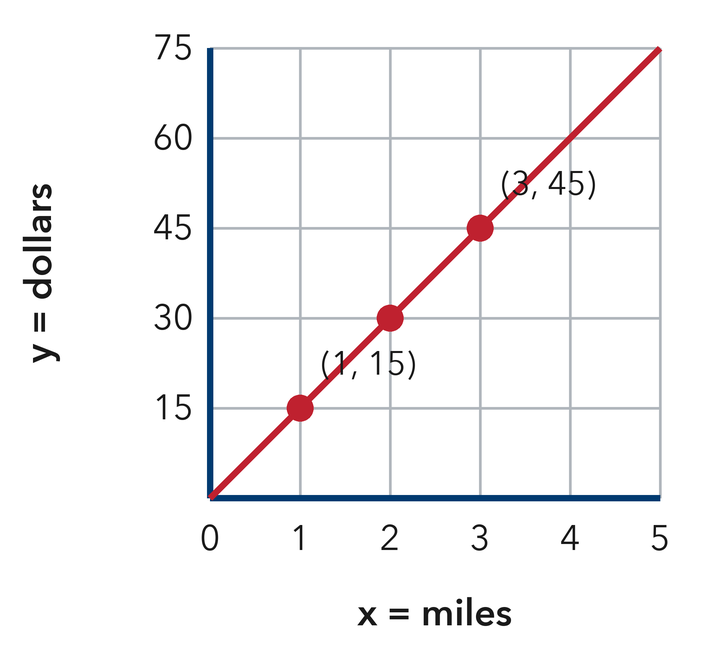 75
60
(3, 45)
45
y = dollars
30
(1, 15)
15
0 1 2 3 4 5
x = miles